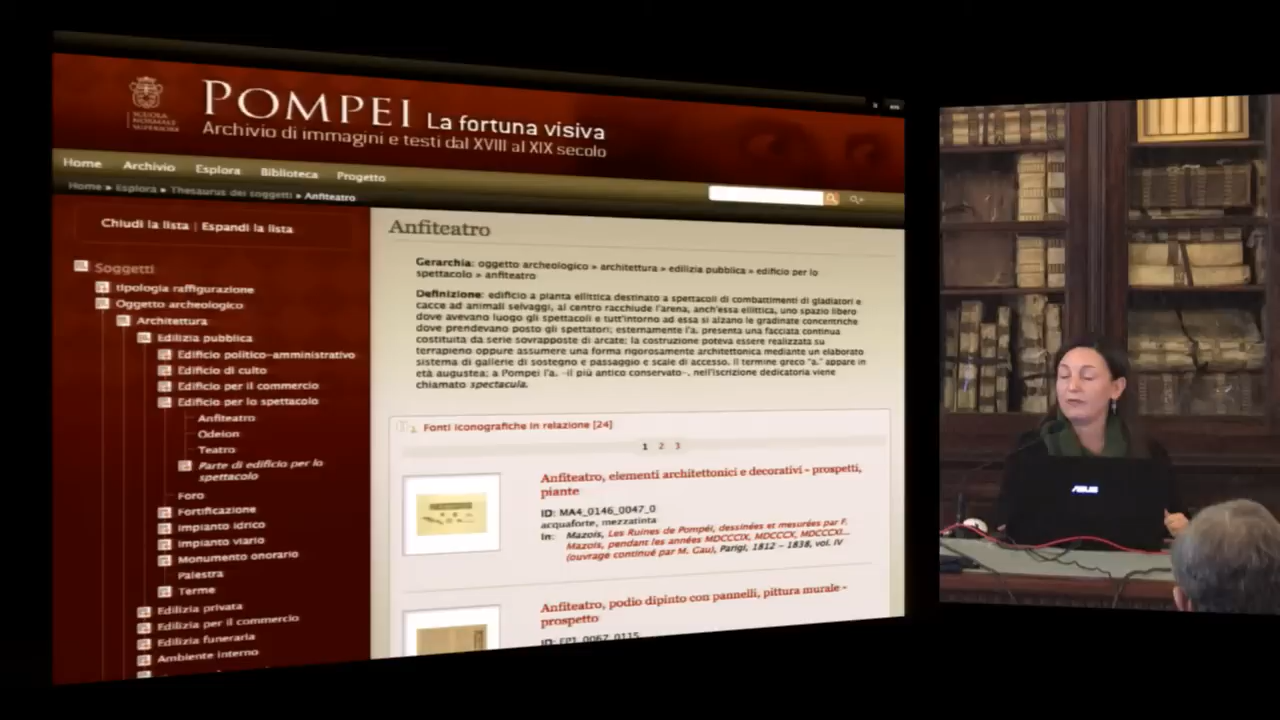 SCUOLA
NORMALE
SUPERIORE
POMPEI La fortuna visiva
Archivio di immagini e testi dal XVIII al XIX secolo
Home Archivio Esplora Biblioteca Progetto
Home » Esplora » Thesaurus dei soggetti » Anfiteatro
Chiudi la lista | Espandi la lista
Soggetti
tipologia raffigurazione
Oggetto archeologico
Architettura
Edilizia pubblica
Edificio politico-amministrativo
Edificio di culto
Edificio per il commercio
Edificio per lo spettacolo
Anfiteatro
Odeion
Teatro
Parte di edificio per lo
spettacolo
Foro
Fortificazione
Impianto idrico
Impianto viario
Monumento onorario
Palestra
Terme
Edilizia privata
Edilizia per il commercio
Edilizia funeraria
Ambiente interno
Anfiteatro
Gerarchia: oggetto archeologico » architettura » edilizia pubblica » edificio per lo
spettacolo » anfiteatro
Definizione: edificio a pianta ellittica destinato a spettacoli di combattimenti di gladiatori e
cacce ad animali selvaggi, al centro racchiude l'arena, anch'essa ellittica, uno spazio libero
dove avevano luogo gli spettacoli e tutt'intorno ad essa si alzano le gradinate concentriche
dove prendevano posto gli spettatori; esternamente l'a. presenta una facciata continua
costituita da serie sovrapposte di arcate; la costruzione poteva essere realizzata su
terrapieno oppure assumere una forma rigorosamente architettonica mediante un elaborato
sistema di gallerie di sostegno e passaggio e scale di accesso. Il termine greco "a." appare in
età augustea; a Pompei l'a. -il più antico conservato-, nell'iscrizione dedicatoria viene
chiamato spectacula.
Fonti iconografiche in relazione [24]
1 2 3
Anfiteatro, elementi architettonici e decorativi - prospetti,
piante
ID: MA4_0146_0047_0
acquaforte, mezzatinta
In: Mazois, Les Ruines de Pompéi, dessinées et mesurées par F.
Mazois, pendant les années MDCCCIX, MDCCCX, MDCCCXI...
(ouvrage continué par M. Gau), Parigi, 1812 - 1838, vol. IV
Anfiteatro, podio dipinto con pannelli, pittura murale -
prospetto
ID: FP1_0067_0115
ASUS